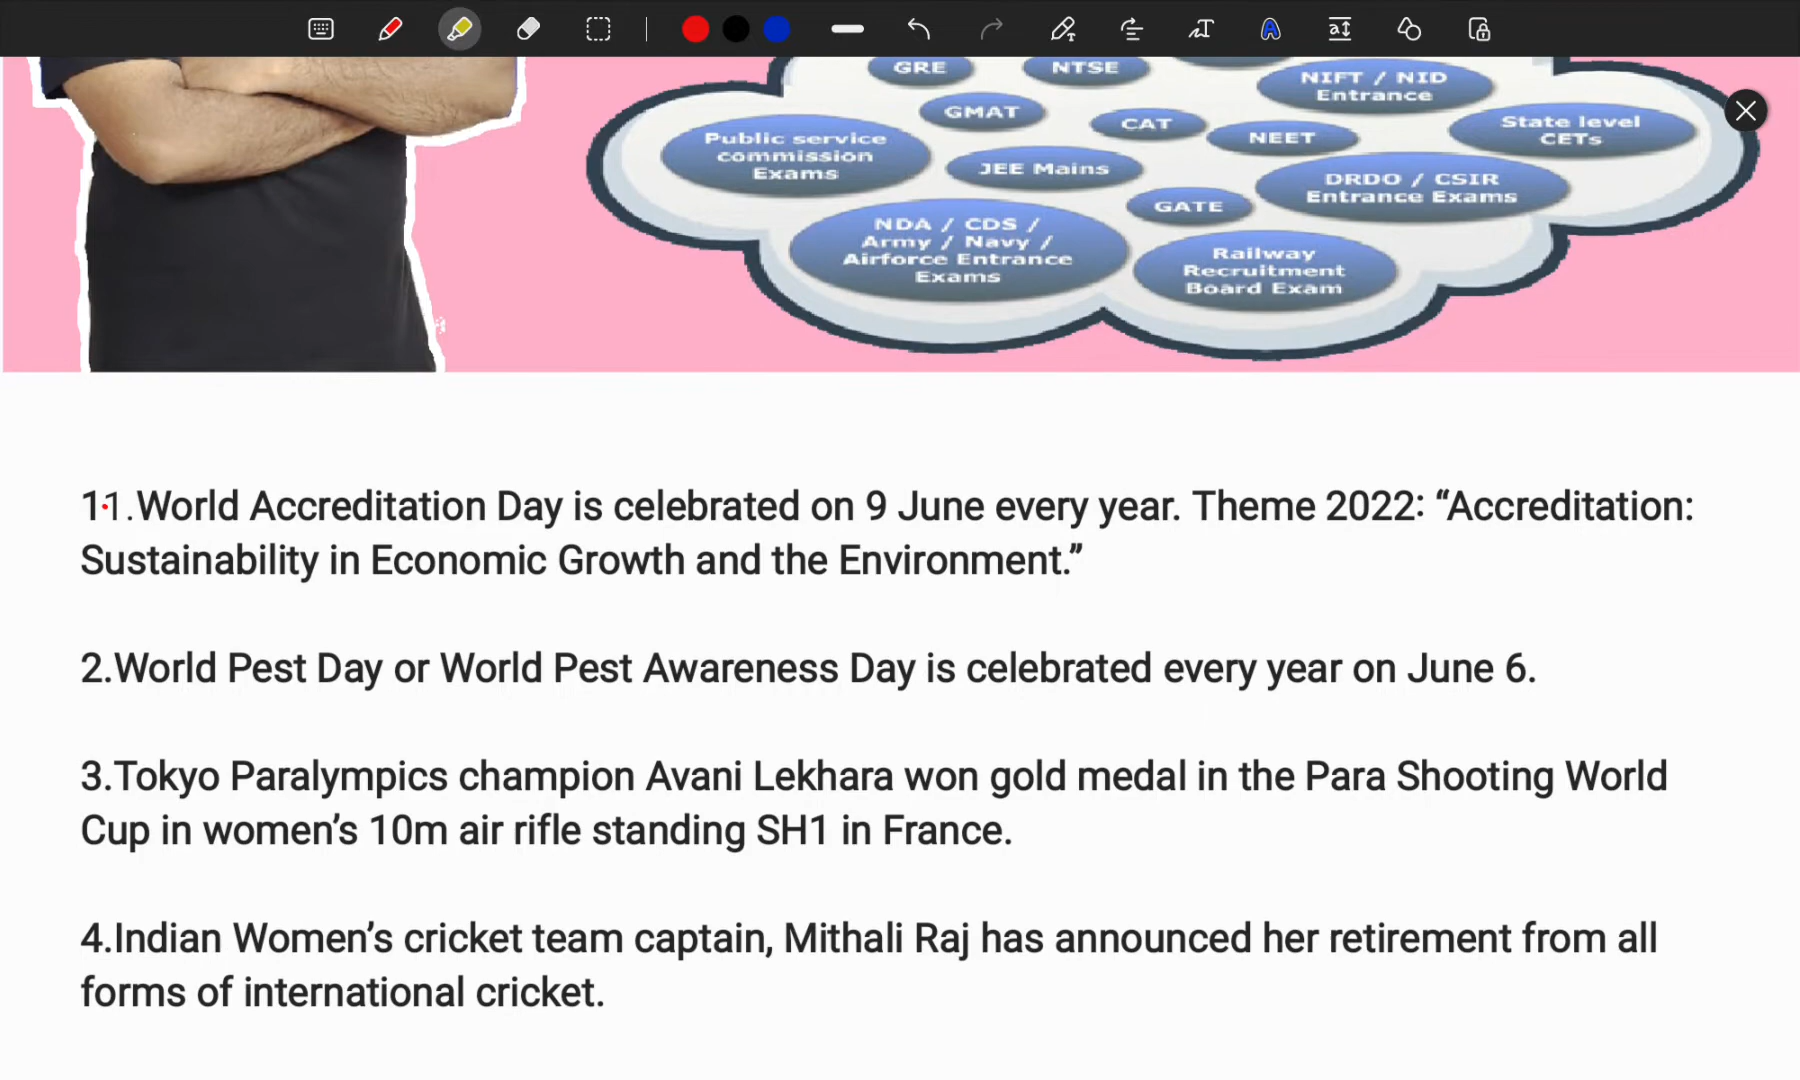 GRE
NTSE
NIFT / NID
Entrance
GMAT
CAT
NEET
State level
CETs
Public service
commission
Exams
JEE Mains
DRDO / CSIR
Entrance Exams
GATE
NDA / CDS /
Army / Navy /
Airforce Entrance
Exams
Railway
Recruitment
Board Exam
11.World Accreditation Day is celebrated on 9 June every year. Theme 2022: “Accreditation:
Sustainability in Economic Growth and the Environment.”
2.World Pest Day or World Pest Awareness Day is celebrated every year on June 6.
3.Tokyo Paralympics champion Avani Lekhara won gold medal in the Para Shooting World
Cup in women’s 10m air rifle standing SH1 in France.
4.Indian Women’s cricket team captain, Mithali Raj has announced her retirement from all
forms of international cricket.